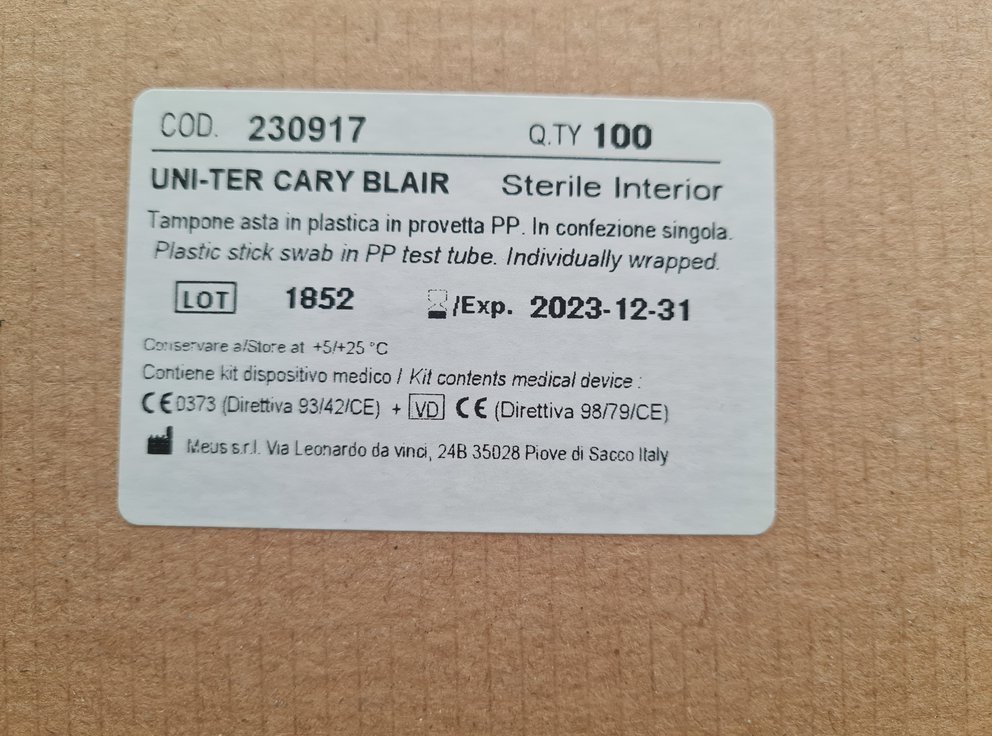 COD. 230917 Q.TY 100
UNI-TER CARY BLAIR Sterile Interior
Tampone asta in plastica in provetta PP. In confezione singola.
Plastic stick swab in PP test tube. Individually wrapped.
LOT 1852 /Exp. 2023-12-31
Conservare a/Store at +5/+25 °C
Contiene kit dispositivo medico / Kit contents medical device :
CE 0373 (Direttiva 93/42/CE) + VD CE (Direttiva 98/79/CE)
Meus s.r.l. Via Leonardo da vinci, 24B 35028 Piove di Sacco Italy